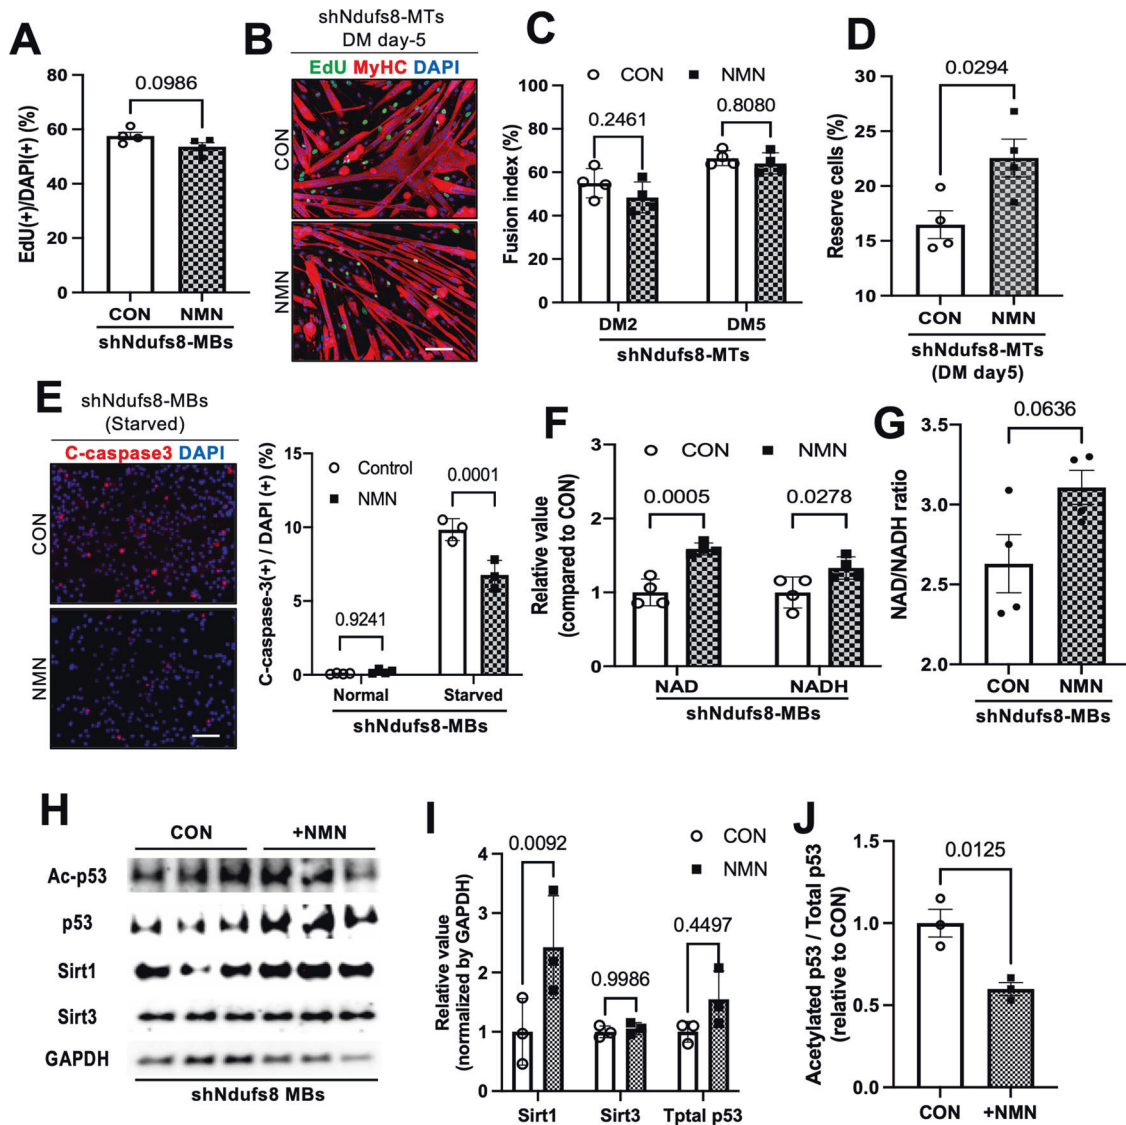 A
EdU(+)/DAPI(+) (%)
80
60
40
20
0
0.0986
CON NMN
shNdufs8-MBs
B
shNdufs8-MTs
DM day-5
EdU MyHC DAPI
CON
NMN
C
Fusion index (%)
100
80
60
40
20
0
CON NMN
0.2461
0.8080
DM2 DM5
shNdufs8-MTs
D
Reserve cells (%)
30
25
20
15
10
0.0294
CON NMN
shNdufs8-MTs
(DM day5)
E
shNdufs8-MBs
(Starved)
C-caspase3 DAPI
CON
NMN
C-caspase-3(+) / DAPI (+) (%)
15
10
5
0
Control
NMN
0.0001
0.9241
Normal Starved
shNdufs8-MBs
F
Relative value
(compared to CON)
3
2
1
0
CON NMN
0.0005
0.0278
NAD NADH
shNdufs8-MBs
G
NAD/NADH ratio
3.5
3.0
2.5
2.0
0.0636
CON NMN
shNdufs8-MBs
H
CON +NMN
Ac-p53
p53
Sirt1
Sirt3
GAPDH
shNdufs8 MBs
I
Relative value
(normalized by GAPDH)
4
3
2
1
0
CON
NMN
0.0092
0.9986
0.4497
Sirt1 Sirt3 Tptal p53
J
Acetylated p53 / Total p53
(relative to CON)
1.5
1.0
0.5
0.0
0.0125
CON +NMN